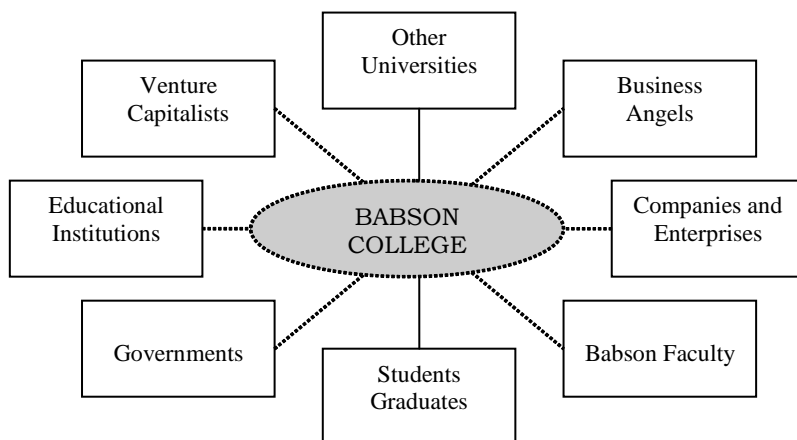 Other
Universities
Venture
Capitalists
Business
Angels
Educational
Institutions
BABSON
COLLEGE
Companies and
Enterprises
Governments
Students
Graduates
Babson Faculty